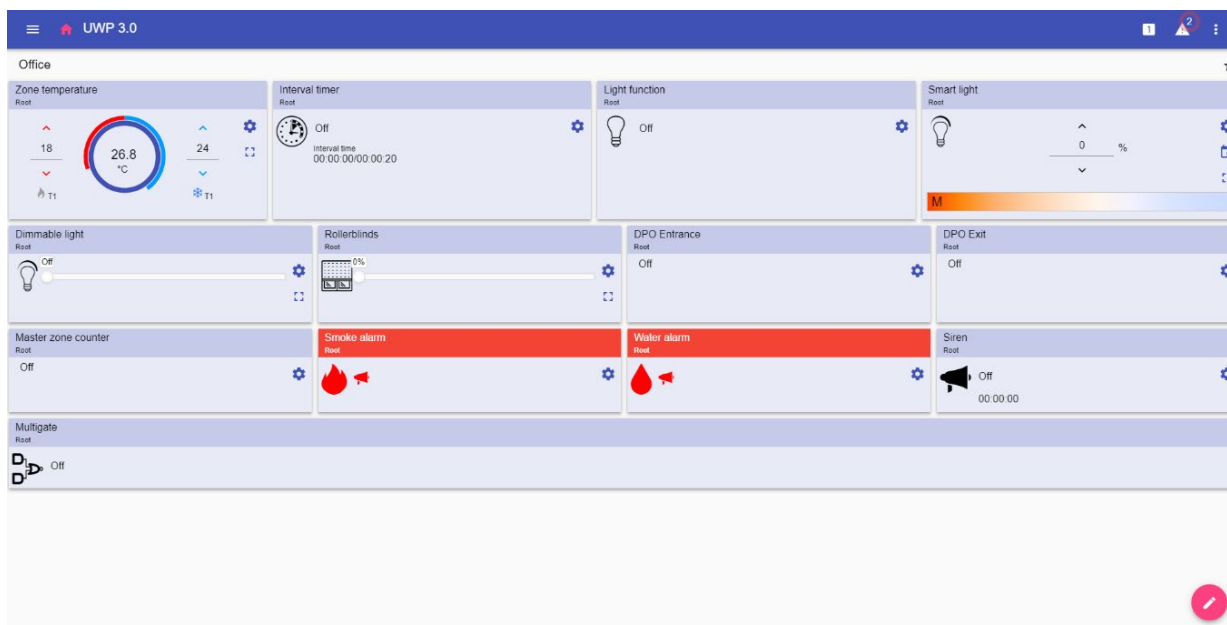 UWP 3.0
1
2
Office
Zone temperature
Root
18
26.8
°C
24
T1
T1
Interval timer
Root
Off
Interval time
00:00:00/00:00:20
Light function
Root
Off
Smart light
Root
0
%
M
Dimmable light
Root
Off
Rollerblinds
Root
0%
DPO Entrance
Root
Off
DPO Exit
Root
Off
Master zone counter
Root
Off
Smoke alarm
Root
Water alarm
Root
Siren
Root
Off
00:00:00
Multigate
Root
Off